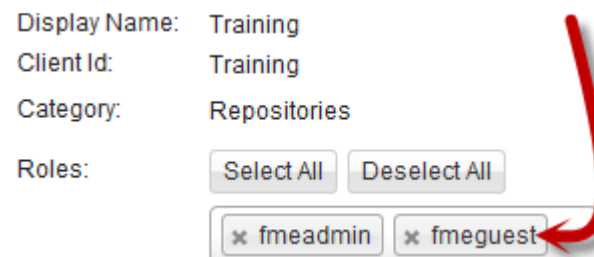 Display Name: Training
Client Id: Training
Category: Repositories
Roles: Select All Deselect All
× fmeadmin × fmeguest